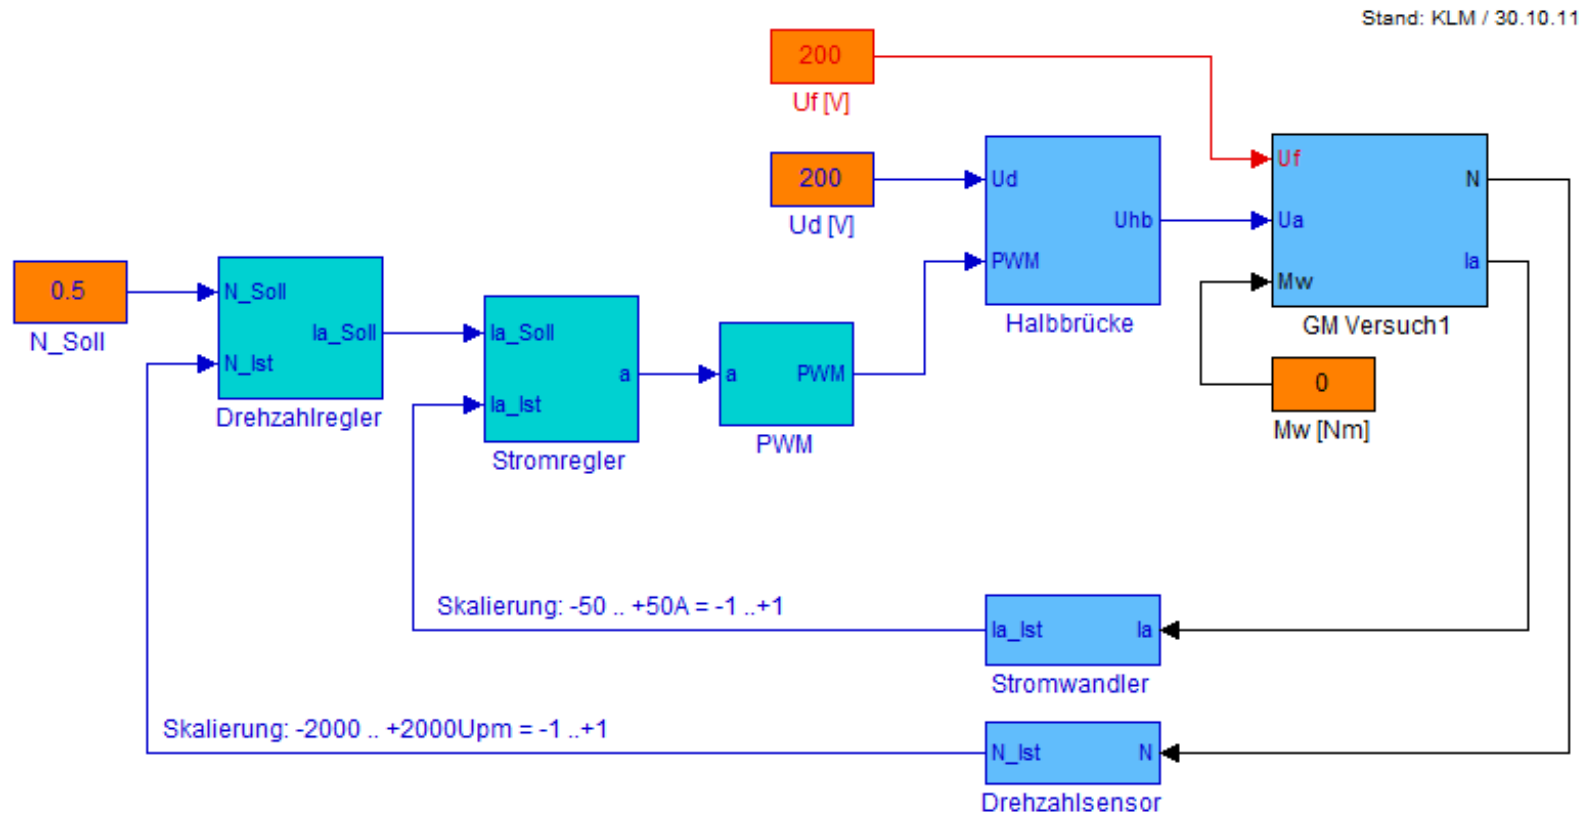 Stand: KLM / 30.10.11
200
Uf [V]
200
Ud [V]
Ud
PWM
Uhb
Halbbrücke
Uf
Ua
Mw
N
Ia
GM Versuch1
0
Mw [Nm]
0.5
N_Soll
N_Soll
N_Ist
Ia_Soll
Drehzahlregler
Ia_Soll
Ia_Ist
a
Stromregler
a
PWM
PWM
Skalierung: -50 .. +50A = -1 ..+1
Ia_Ist
Ia
Stromwandler
Skalierung: -2000 .. +2000Upm = -1 ..+1
N_Ist
N
Drehzahlsensor